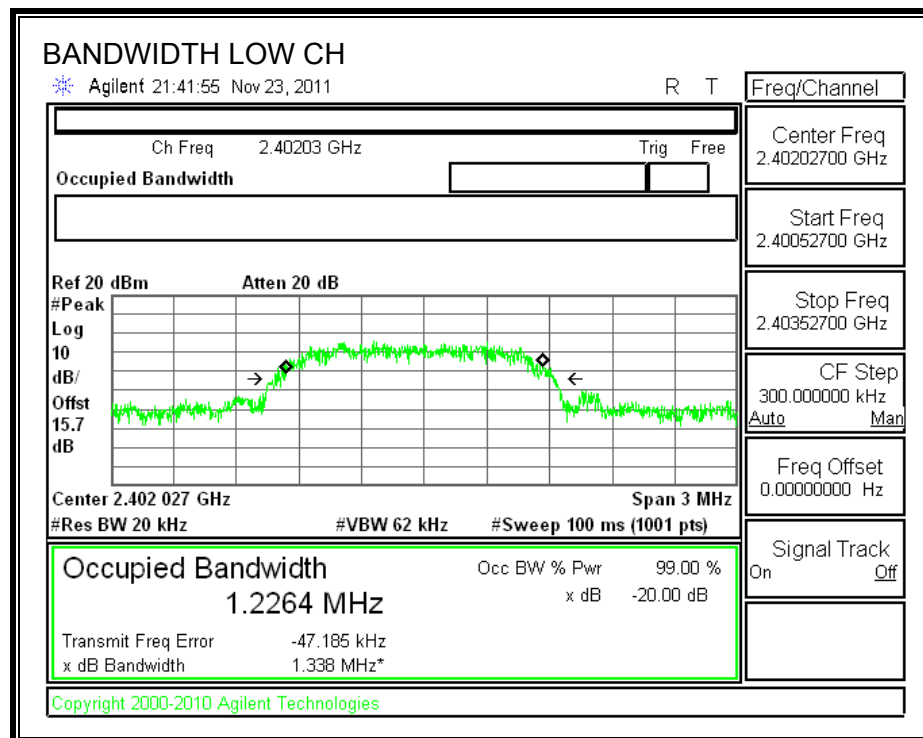 BANDWIDTH LOW CH
Agilent 21:41:55 Nov 23, 2011 R T
Freq/Channel
Ch Freq 2.40203 GHz Trig Free
Occupied Bandwidth
Center Freq
2.40202700 GHz
Start Freq
2.40052700 GHz
Stop Freq
2.40352700 GHz
CF Step
300.000000 kHz
Auto Man
Freq Offset
0.00000000 Hz
Signal Track
On Off
Ref 20 dBm Atten 20 dB
#Peak
Log
10
dB/
Offst
15.7
dB
Center 2.402 027 GHz Span 3 MHz
#Res BW 20 kHz #VBW 62 kHz #Sweep 100 ms (1001 pts)
Occupied Bandwidth Occ BW % Pwr 99.00 %
1.2264 MHz x dB -20.00 dB
Transmit Freq Error -47.185 kHz
x dB Bandwidth 1.338 MHz*
Copyright 2000-2010 Agilent Technologies